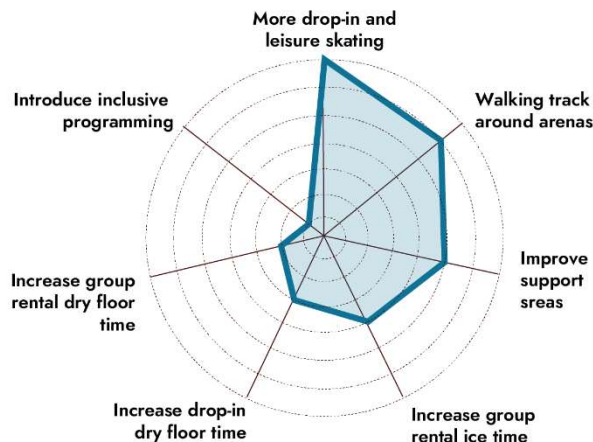 More drop-in and
leisure skating
Walking track
around arenas
Improve
support
sreas
Increase group
rental ice time
Increase drop-in
dry floor time
Increase group
rental dry floor
time
Introduce inclusive
programming